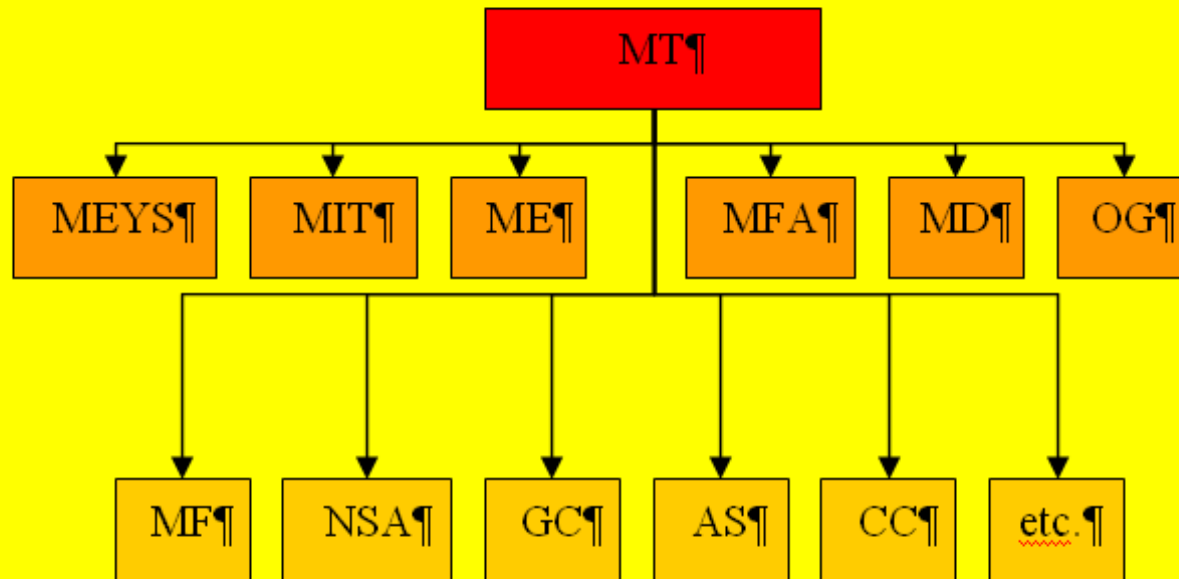 MT¶
MEYS¶ MIT¶ ME¶ MFA¶ MD¶ OG¶
MF¶ NSA¶ GC¶ AS¶ CC¶ etc.¶